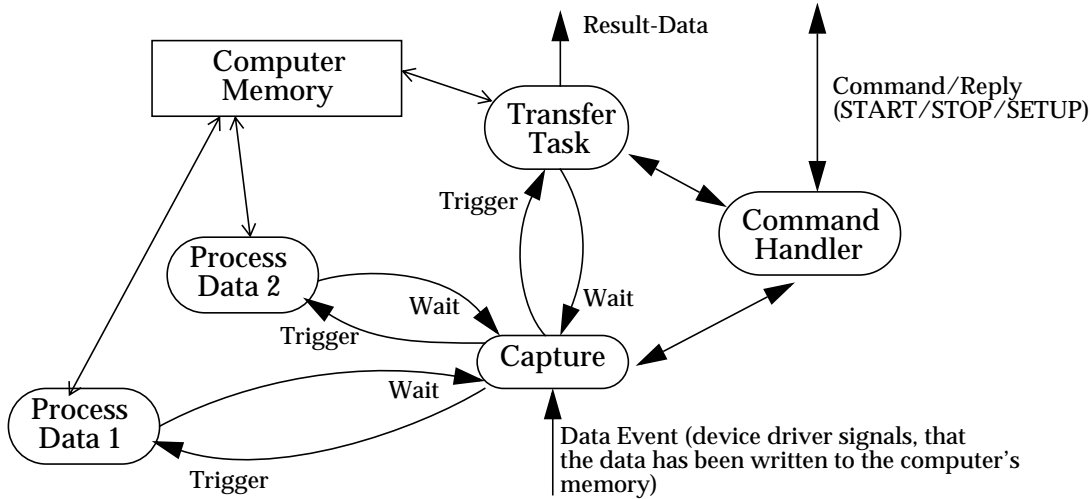 Result-Data
Computer
Memory
Command/Reply
(START/STOP/SETUP)
Transfer
Task
Trigger
Command
Handler
Process
Data 2
Wait
Wait
Trigger
Capture
Wait
Process
Data 1
Trigger
Data Event (device driver signals, that
the data has been written to the computer's
memory)